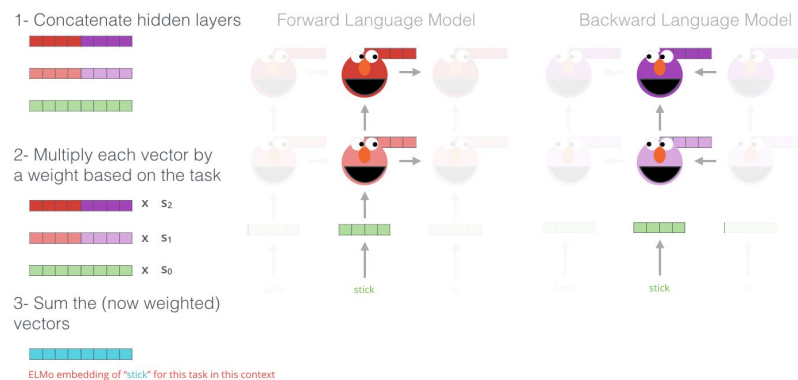 1- Concatenate hidden layers
Forward Language Model
Backward Language Model
2- Multiply each vector by
a weight based on the task
x s2
x s1
x s0
stick
stick
3- Sum the (now weighted)
vectors
ELMo embedding of "stick" for this task in this context